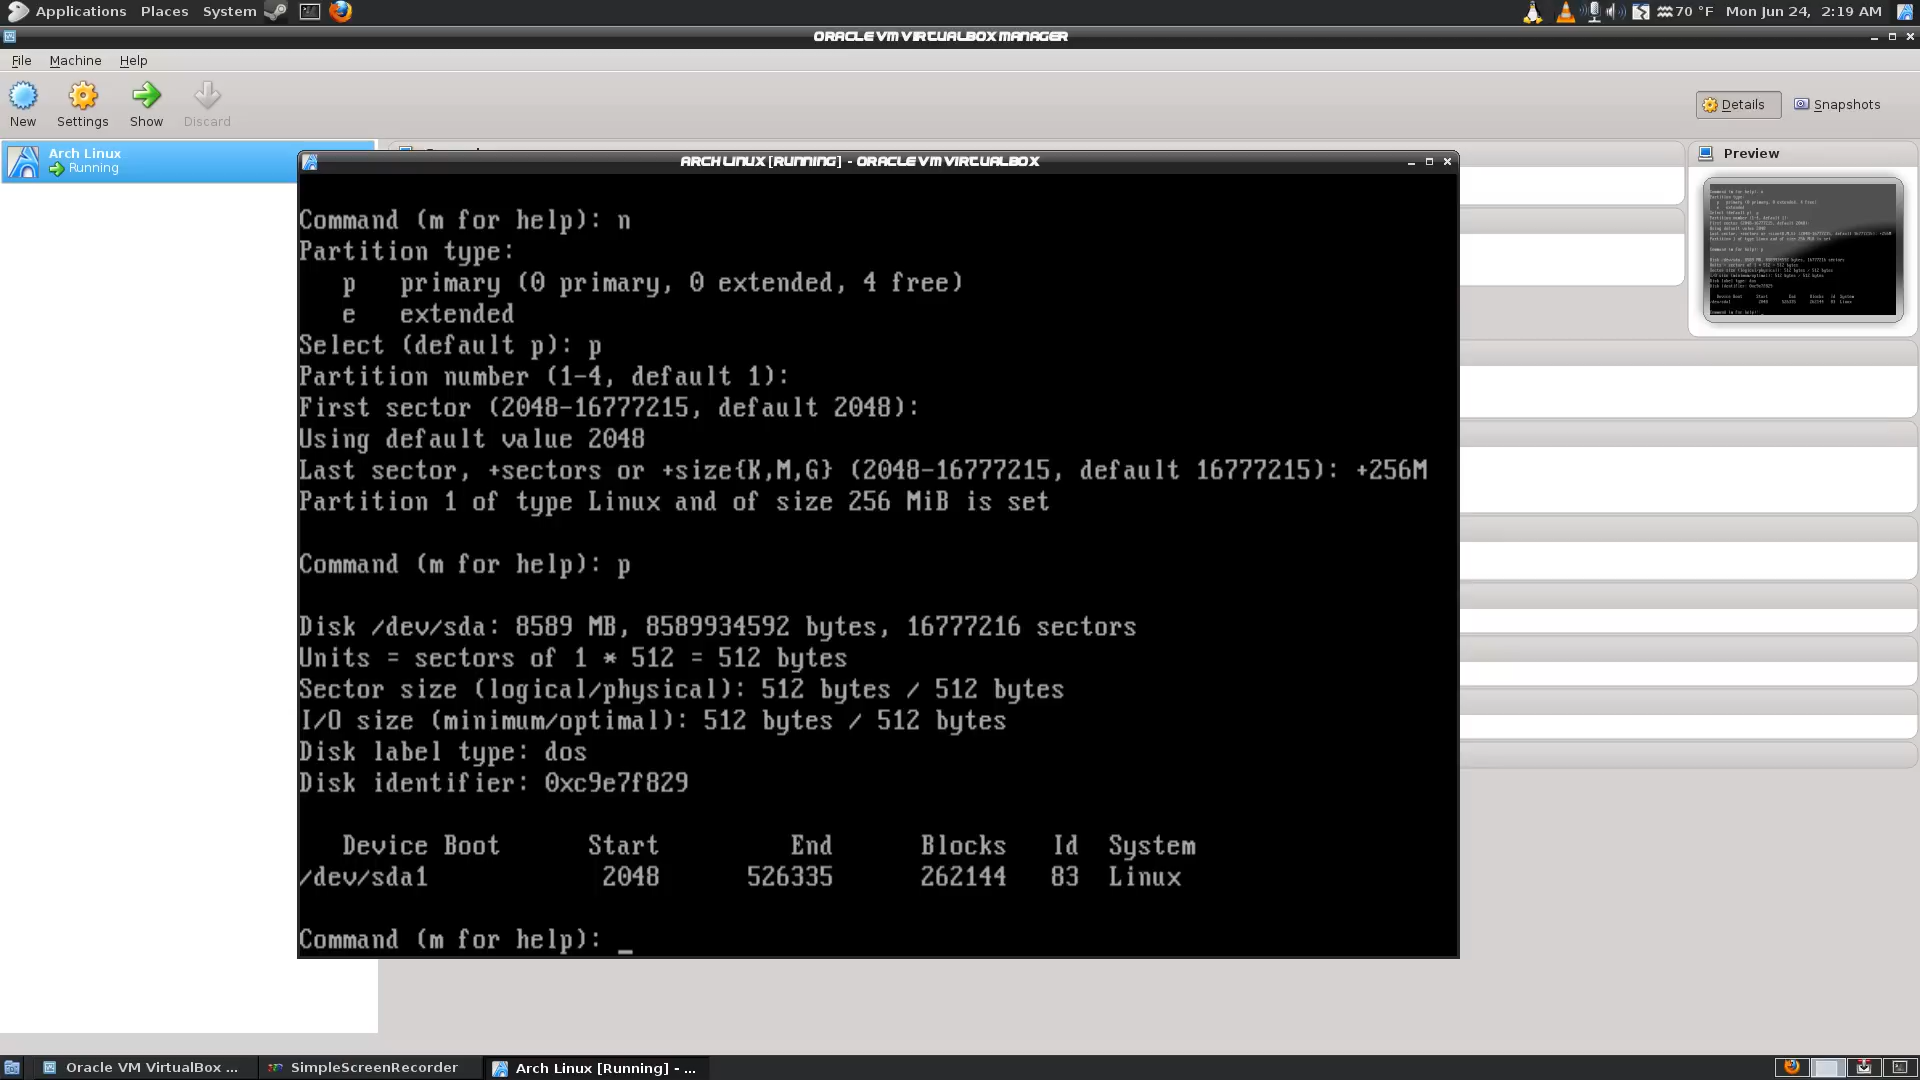 Applications Places System 70 °F Mon Jun 24, 2:19 AM
ORACLE VM VIRTUALBOX MANAGER
File Machine Help
New Settings Show Discard Details Snapshots
Arch Linux
Running
Preview
ARCH LINUX [RUNNING] - ORACLE VM VIRTUALBOX
Command (m for help): n
Partition type:
p primary (0 primary, 0 extended, 4 free)
e extended
Select (default p): p
Partition number (1-4, default 1):
First sector (2048-16777215, default 2048):
Using default value 2048
Last sector, +sectors or +size{K,M,G} (2048-16777215, default 16777215): +256M
Partition 1 of type Linux and of size 256 MiB is set
Command (m for help): p
Disk /dev/sda: 8589 MB, 8589934592 bytes, 16777216 sectors
Units = sectors of 1 * 512 = 512 bytes
Sector size (logical/physical): 512 bytes / 512 bytes
I/O size (minimum/optimal): 512 bytes / 512 bytes
Disk label type: dos
Disk identifier: 0xc9e7f829
Device Boot Start End Blocks Id System
/dev/sda1 2048 526335 262144 83 Linux
Command (m for help): _
Oracle VM VirtualBox ... SimpleScreenRecorder Arch Linux [Running] - ...